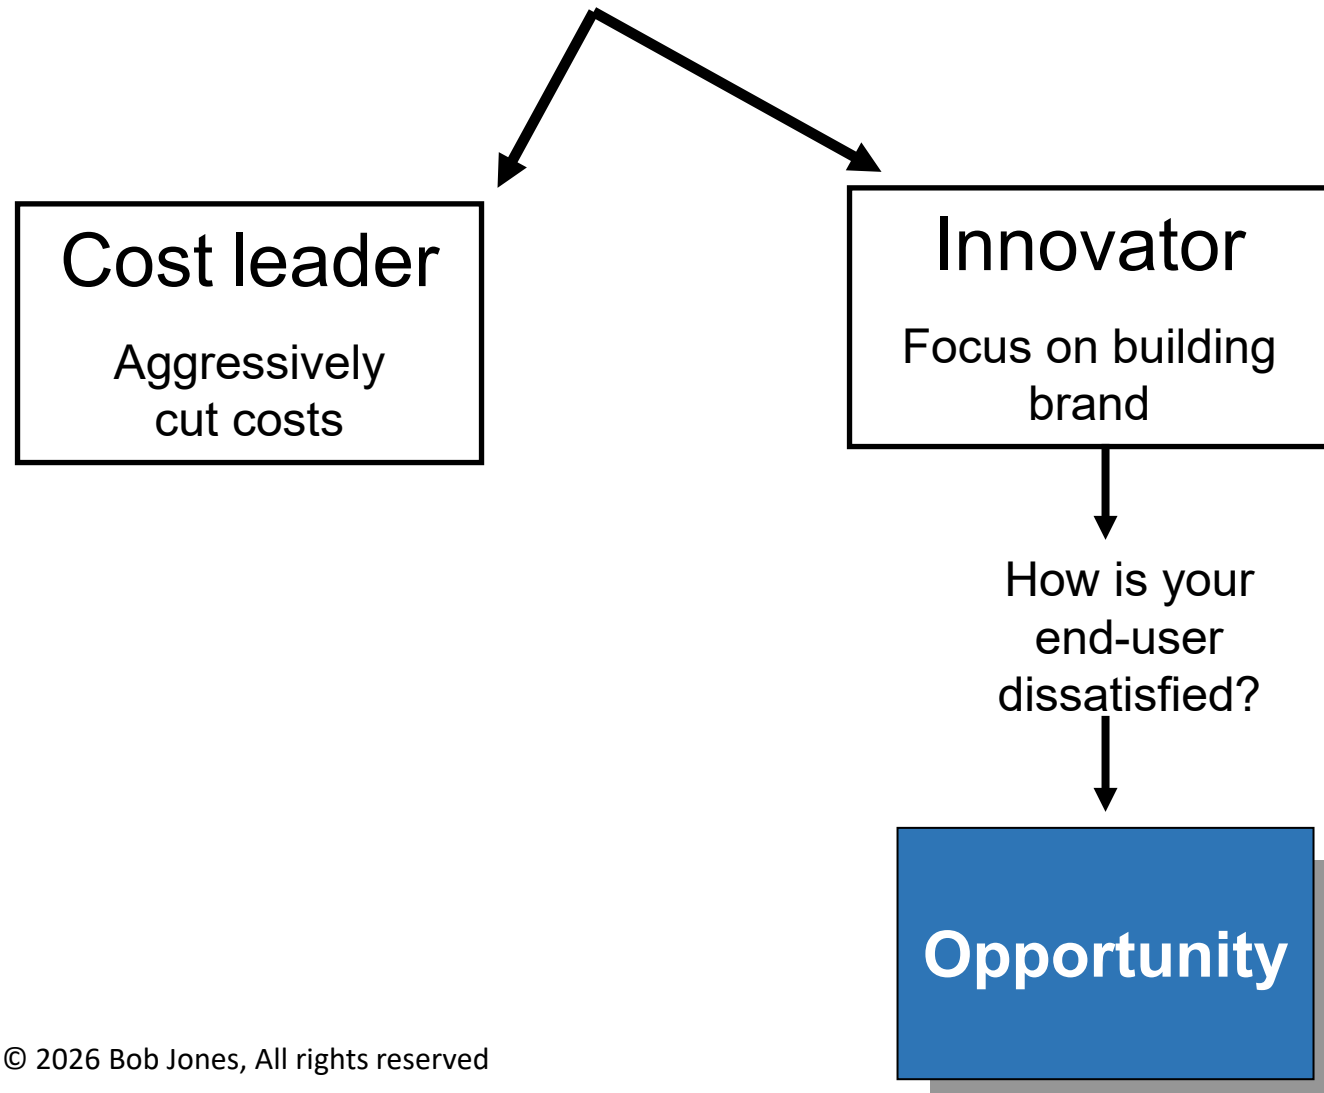 Cost leader
Aggressively
cut costs
Innovator
Focus on building
brand
How is your
end-user
dissatisfied?
Opportunity
© 2026 Bob Jones, All rights reserved